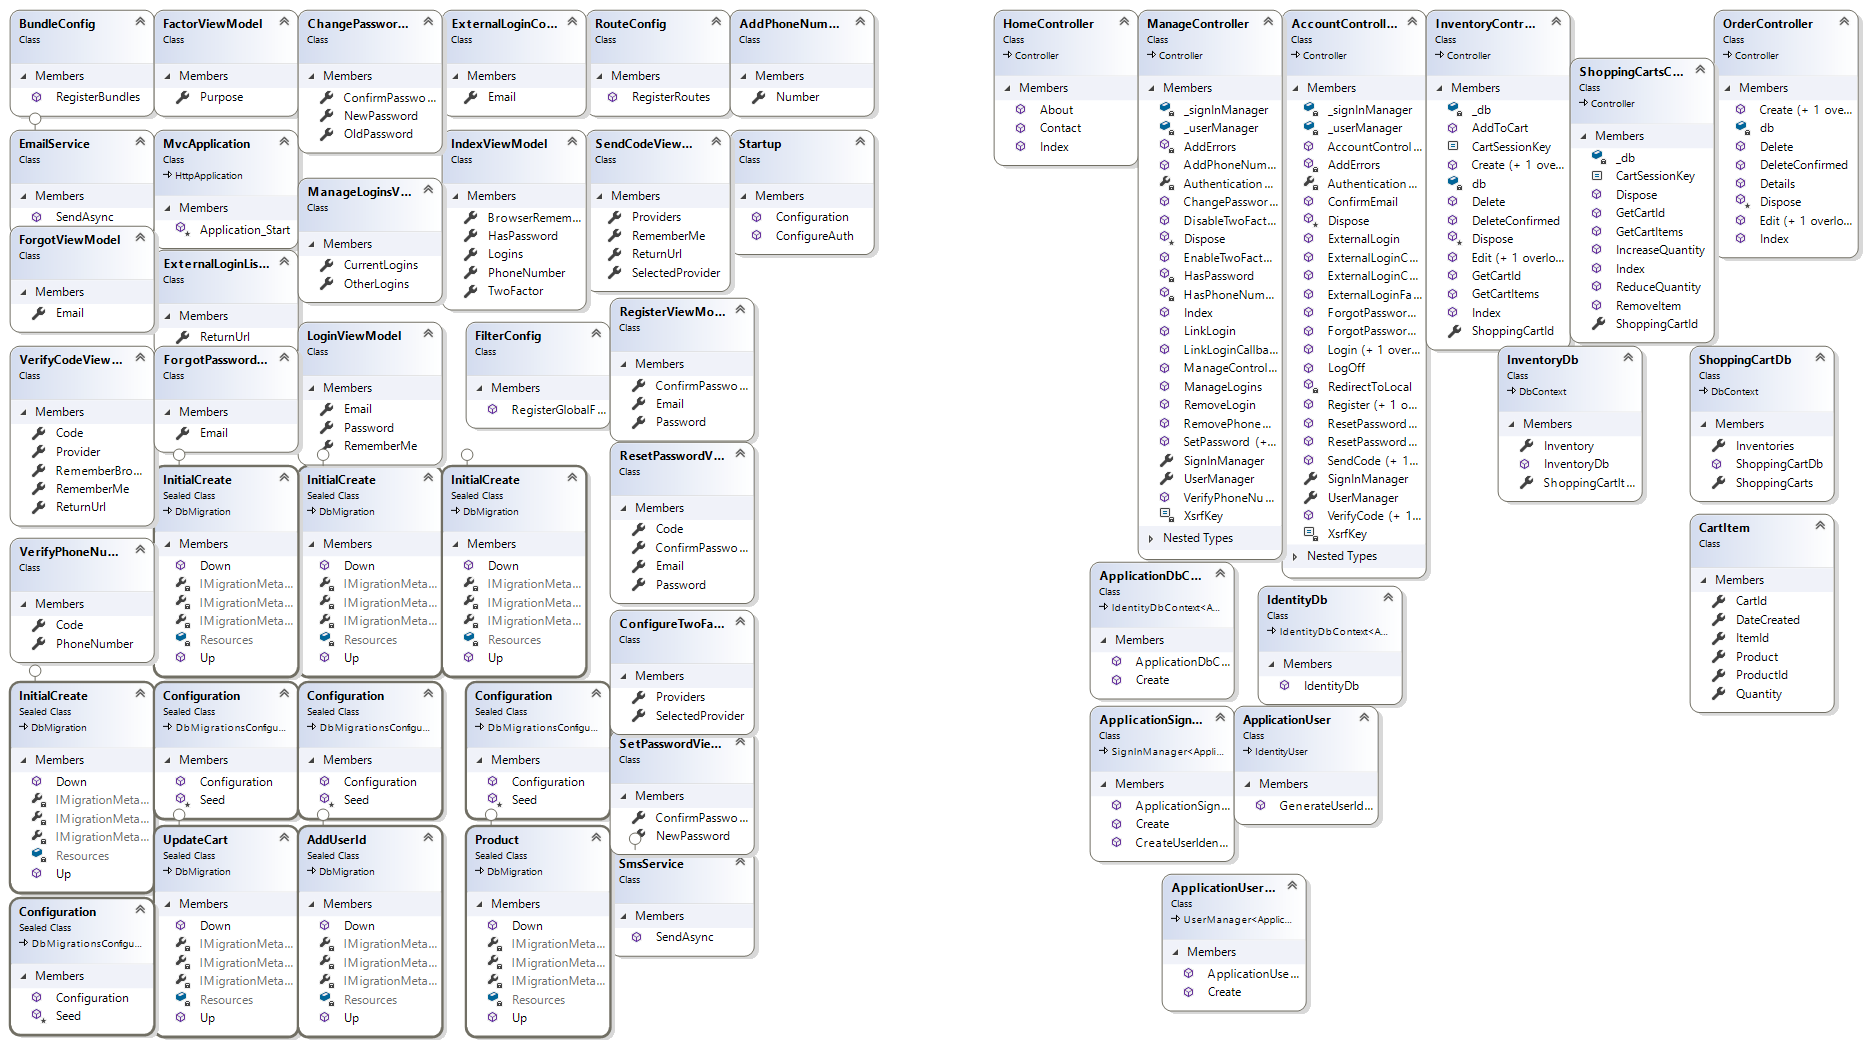 BundleConfig
Class
Members
RegisterBundles
FactorViewModel
Class
Members
Purpose
ChangePasswor...
Class
Members
ConfirmPasswo...
NewPassword
OldPassword
ExternalLoginCo...
Class
Members
Email
RouteConfig
Class
Members
RegisterRoutes
AddPhoneNum...
Class
Members
Number
EmailService
Class
Members
SendAsync
MvcApplication
Class
HttpApplication
Members
Application_Start
ManageLoginsV...
Class
Members
CurrentLogins
OtherLogins
IndexViewModel
Class
Members
BrowserRemem...
HasPassword
Logins
PhoneNumber
TwoFactor
SendCodeView...
Class
Members
Providers
RememberMe
ReturnUrl
SelectedProvider
Startup
Class
Members
Configuration
ConfigureAuth
ForgotViewModel
Class
Members
Email
ExternalLoginLis...
Class
Members
ReturnUrl
VerifyCodeView...
Class
Members
Code
Provider
RememberBro...
RememberMe
ReturnUrl
ForgotPassword...
Class
Members
Email
LoginViewModel
Class
Members
Email
Password
RememberMe
FilterConfig
Class
Members
RegisterGlobalF...
RegisterViewMo...
Class
Members
ConfirmPasswo...
Email
Password
ResetPasswordV...
Class
Members
Code
ConfirmPasswo...
Email
Password
InitialCreate
Sealed Class
DbMigration
Members
Down
IMigrationMeta...
IMigrationMeta...
IMigrationMeta...
Resources
Up
InitialCreate
Sealed Class
DbMigration
Members
Down
IMigrationMeta...
IMigrationMeta...
IMigrationMeta...
Resources
Up
InitialCreate
Sealed Class
DbMigration
Members
Down
IMigrationMeta...
IMigrationMeta...
IMigrationMeta...
Resources
Up
VerifyPhoneNu...
Class
Members
Code
PhoneNumber
ConfigureTwoFa...
Class
Members
Providers
SelectedProvider
InitialCreate
Sealed Class
DbMigration
Members
Down
IMigrationMeta...
IMigrationMeta...
IMigrationMeta...
Resources
Up
Configuration
Sealed Class
DbMigrationsConfigu...
Members
Configuration
Seed
Configuration
Sealed Class
DbMigrationsConfigu...
Members
Configuration
Seed
Configuration
Sealed Class
DbMigrationsConfigu...
Members
Configuration
Seed
SetPasswordVie...
Class
Members
ConfirmPasswo...
NewPassword
UpdateCart
Sealed Class
DbMigration
Members
Down
IMigrationMeta...
IMigrationMeta...
IMigrationMeta...
Resources
Up
AddUserId
Sealed Class
DbMigration
Members
Down
IMigrationMeta...
IMigrationMeta...
IMigrationMeta...
Resources
Up
Product
Sealed Class
DbMigration
Members
Down
IMigrationMeta...
IMigrationMeta...
IMigrationMeta...
Resources
Up
SmsService
Class
Members
SendAsync
Configuration
Sealed Class
DbMigrationsConfigu...
Members
Configuration
Seed
HomeController
Class
Controller
Members
About
Contact
Index
ManageController
Class
Controller
Members
_signInManager
_userManager
AddErrors
AddPhoneNum...
Authentication...
ChangePasswor...
DisableTwoFact...
Dispose
EnableTwoFact...
HasPassword
HasPhoneNum...
Index
LinkLogin
LinkLoginCallba...
ManageControl...
ManageLogins
RemoveLogin
RemovePhone...
SetPassword (+...
SignInManager
UserManager
VerifyPhoneNu...
XsrfKey
Nested Types
AccountControll...
Class
Controller
Members
_signInManager
_userManager
AccountControl...
AddErrors
Authentication...
ConfirmEmail
Dispose
ExternalLogin
ExternalLoginC...
ExternalLoginC...
ExternalLoginFa...
ForgotPasswor...
ForgotPasswor...
Login (+ 1 over...
LogOff
RedirectToLocal
Register (+ 1 o...
ResetPassword...
ResetPassword...
SendCode (+ 1...
SignInManager
UserManager
VerifyCode (+ 1...
XsrfKey
Nested Types
InventoryContr...
Class
Controller
Members
_db
AddToCart
CartSessionKey
Create (+ 1 ove...
db
Delete
DeleteConfirmed
Dispose
Edit (+ 1 overlo...
GetCartId
GetCartItems
Index
ShoppingCartId
ShoppingCartsC...
Class
Controller
Members
_db
CartSessionKey
Dispose
GetCartId
GetCartItems
IncreaseQuantity
Index
ReduceQuantity
RemoveItem
ShoppingCartId
OrderController
Class
Controller
Members
Create (+ 1 ove...
db
Delete
DeleteConfirmed
Details
Dispose
Edit (+ 1 overlo...
Index
InventoryDb
Class
DbContext
Members
Inventory
InventoryDb
ShoppingCartIt...
ShoppingCartDb
Class
DbContext
Members
Inventories
ShoppingCartDb
ShoppingCarts
CartItem
Class
Members
CartId
DateCreated
ItemId
Product
ProductId
Quantity
ApplicationDbC...
Class
IdentityDbContext<A...
Members
ApplicationDbC...
Create
IdentityDb
Class
IdentityDbContext<A...
Members
IdentityDb
ApplicationSign...
Class
SignInManager<Appli...
Members
ApplicationSign...
Create
CreateUserIden...
ApplicationUser
Class
IdentityUser
Members
GenerateUserId...
ApplicationUser...
Class
UserManager<Applic...
Members
ApplicationUse...
Create